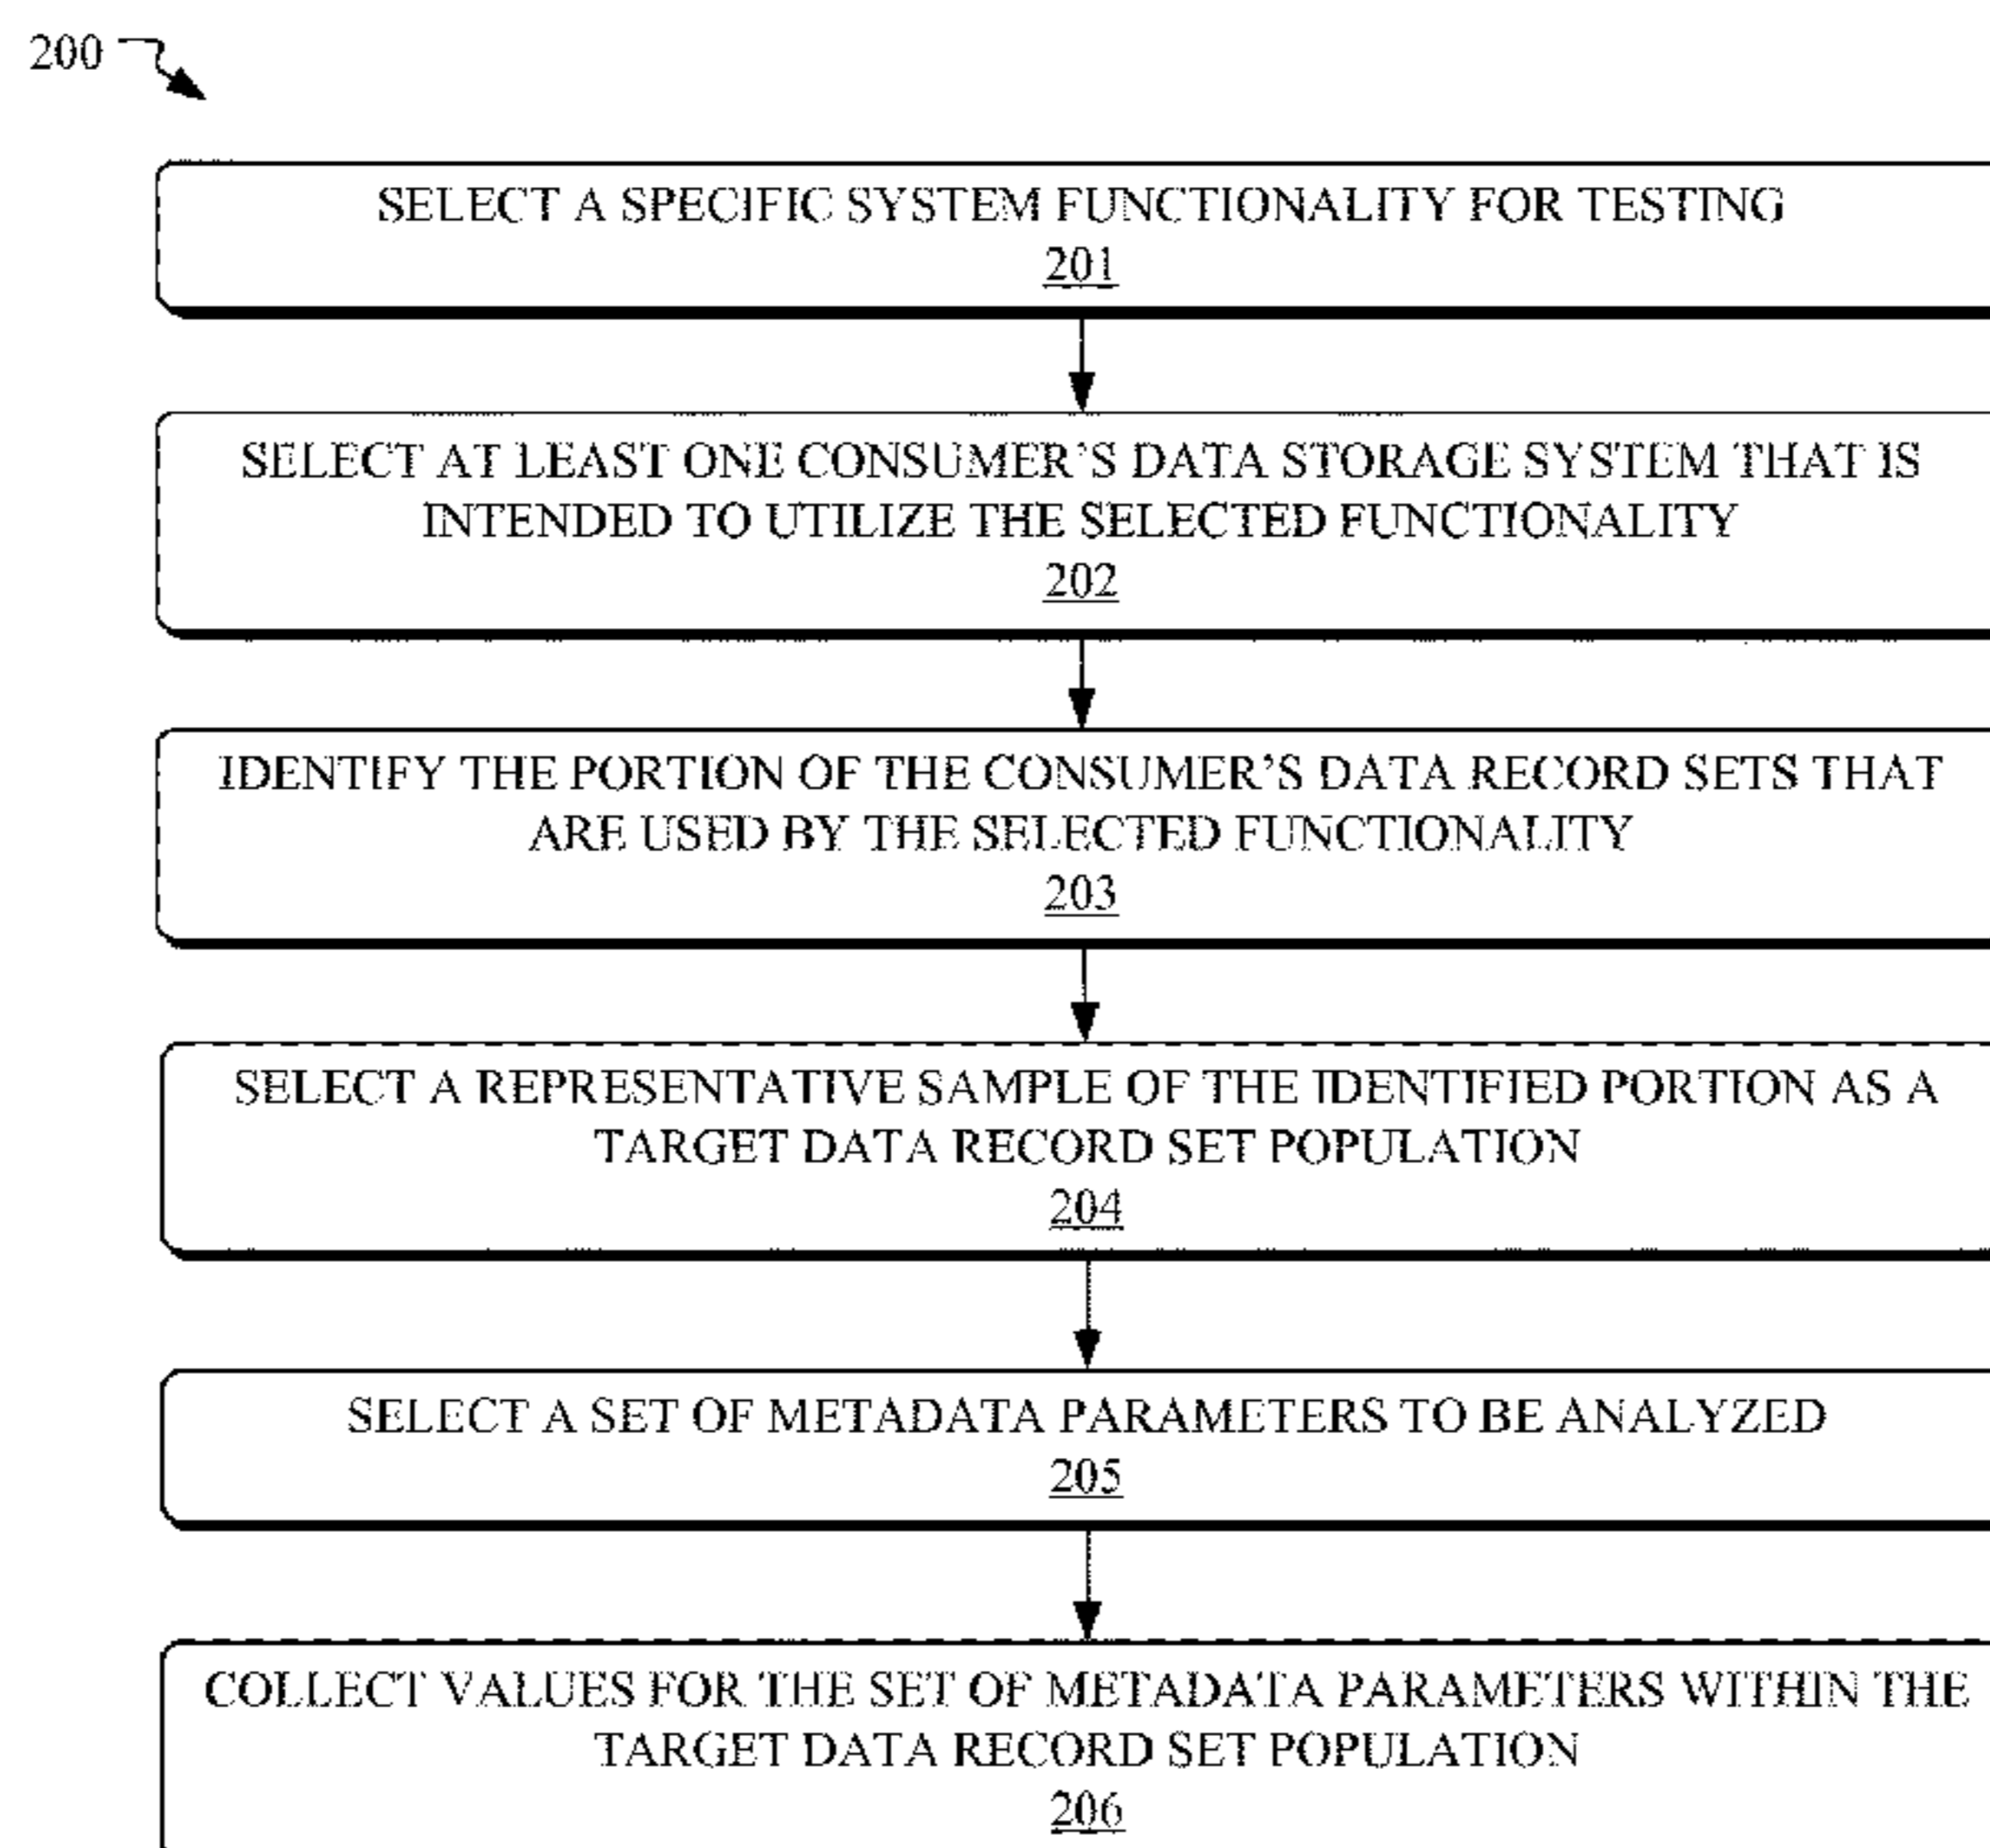 200
SELECT A SPECIFIC SYSTEM FUNCTIONALITY FOR TESTING
201
SELECT AT LEAST ONE CONSUMER'S DATA STORAGE SYSTEM THAT IS
INTENDED TO UTILIZE THE SELECTED FUNCTIONALITY
202
IDENTIFY THE PORTION OF THE CONSUMER'S DATA RECORD SETS THAT
ARE USED BY THE SELECTED FUNCTIONALITY
203
SELECT A REPRESENTATIVE SAMPLE OF THE IDENTIFIED PORTION AS A
TARGET DATA RECORD SET POPULATION
204
SELECT A SET OF METADATA PARAMETERS TO BE ANALYZED
205
COLLECT VALUES FOR THE SET OF METADATA PARAMETERS WITHIN THE
TARGET DATA RECORD SET POPULATION
206